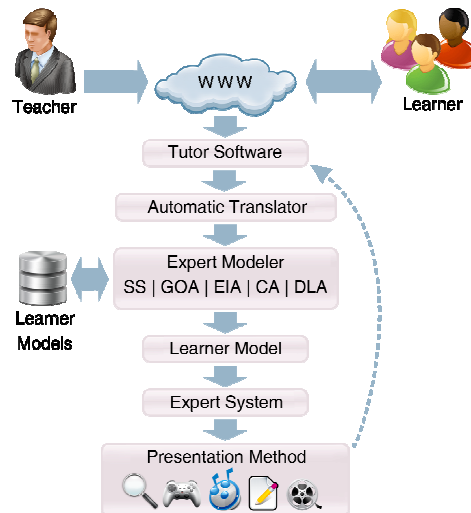 WWW
Teacher
Learner
Tutor Software
Automatic Translator
Expert Modeler
SS | GOA | EIA | CA | DLA
Learner
Models
Learner Model
Expert System
Presentation Method